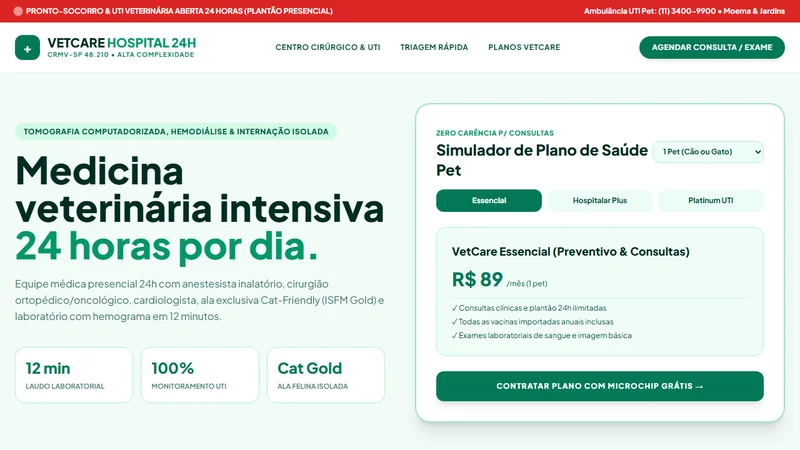 PRONTO-SOCORRO & UTI VETERINÁRIA ABERTA 24 HORAS (PLANTÃO PRESENCIAL)
Ambulância UTI Pet: (11) 3400-9900 • Moema & Jardins
+
VETCARE HOSPITAL 24H
CRMV-SP 48.210 • ALTA COMPLEXIDADE
CENTRO CIRÚRGICO & UTI
TRIAGEM RÁPIDA
PLANOS VETCARE
AGENDAR CONSULTA / EXAME
TOMOGRAFIA COMPUTADORIZADA, HEMODIÁLISE & INTERNAÇÃO ISOLADA
Medicina
veterinária intensiva
24 horas por dia.
Equipe médica presencial 24h com anestesista inalatório, cirurgião
ortopédico/oncológico, cardiologista, ala exclusiva Cat-Friendly (ISFM Gold) e
laboratório com hemograma em 12 minutos.
12 min
LAUDO LABORATORIAL
100%
MONITORAMENTO UTI
Cat Gold
ALA FELINA ISOLADA
ZERO CARÊNCIA P/ CONSULTAS
Simulador de Plano de Saúde
Pet
1 Pet (Cão ou Gato)
Essencial
Hospitalar Plus
Platinum UTI
VetCare Essencial (Preventivo & Consultas)
R$ 89 /mês (1 pet)
✓ Consultas clínicas e plantão 24h ilimitadas
✓ Todas as vacinas importadas anuais inclusas
✓ Exames laboratoriais de sangue e imagem básica
CONTRATAR PLANO COM MICROCHIP GRÁTIS →